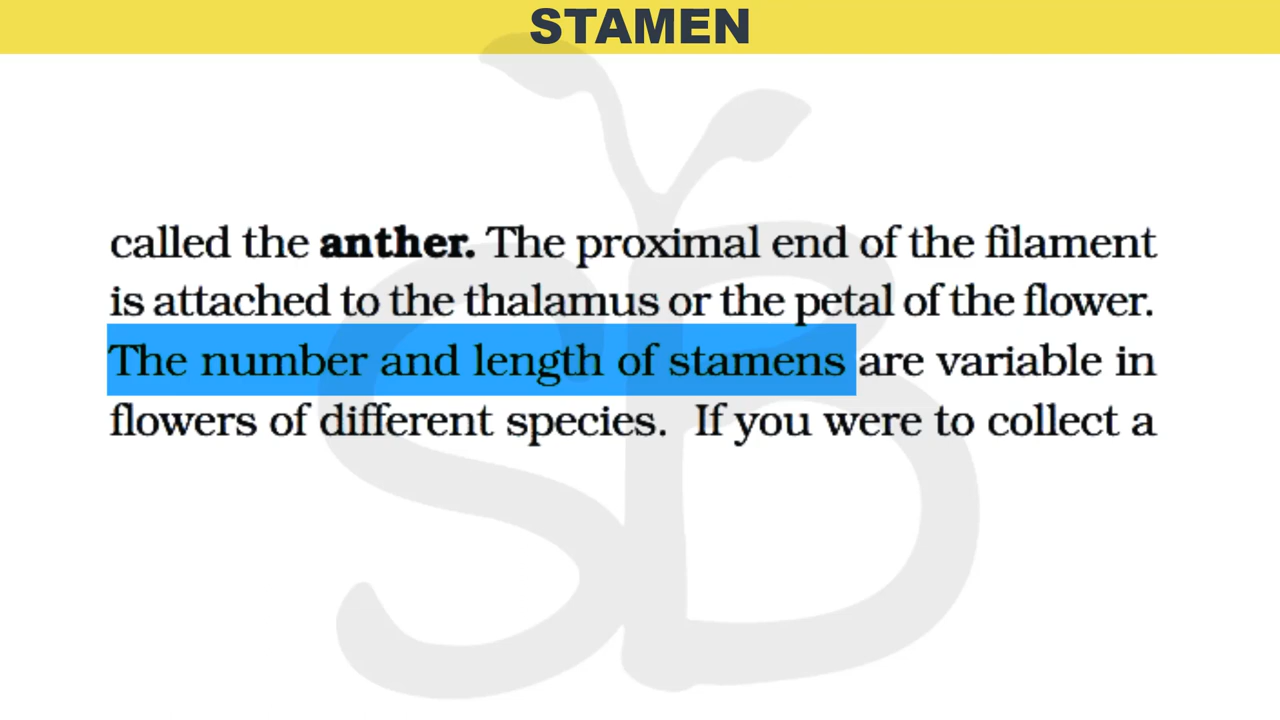 STAMEN
called the anther. The proximal end of the filament
is attached to the thalamus or the petal of the flower.
The number and length of stamens are variable in
flowers of different species. If you were to collect a
SB